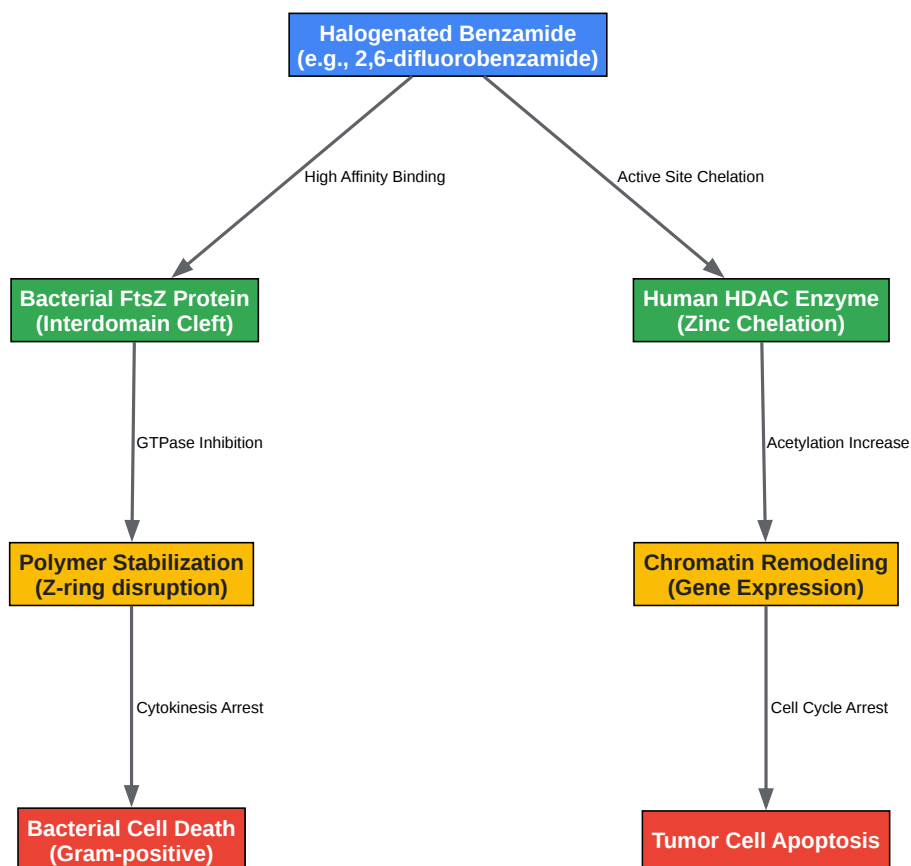 Halogenated Benzamide
(e.g., 2,6-difluorobenzamide)
High Affinity Binding
Active Site Chelation
Bacterial FtsZ Protein
(Interdomain Cleft)
Human HDAC Enzyme
(Zinc Chelation)
GTPase Inhibition
Acetylation Increase
Polymer Stabilization
(Z-ring disruption)
Chromatin Remodeling
(Gene Expression)
Cytokinesis Arrest
Cell Cycle Arrest
Bacterial Cell Death
(Gram-positive)
Tumor Cell Apoptosis